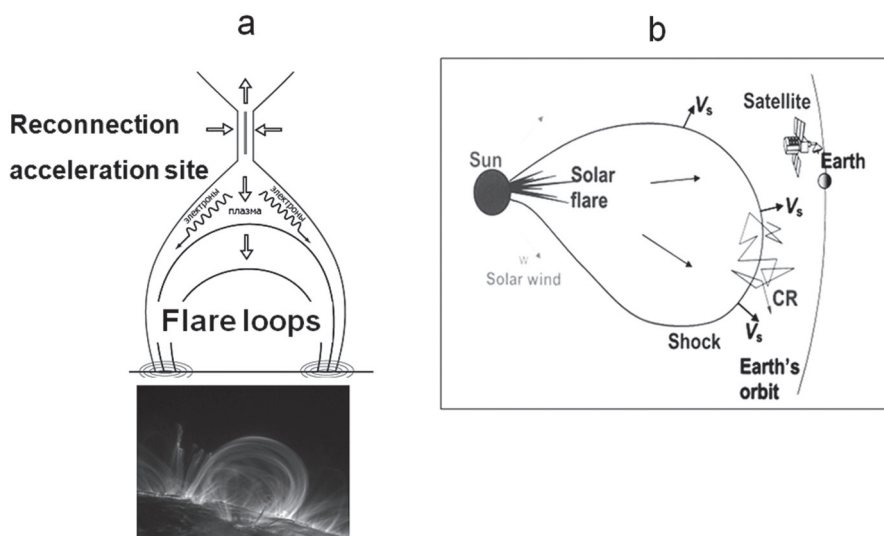 a
Reconnection
acceleration site
электроны
электроны
плазма
Flare loops
b
Sun
Solar
flare
W
Solar wind
Vs
Satellite
Earth
Vs
CR
Vs
Shock
Earth's
orbit